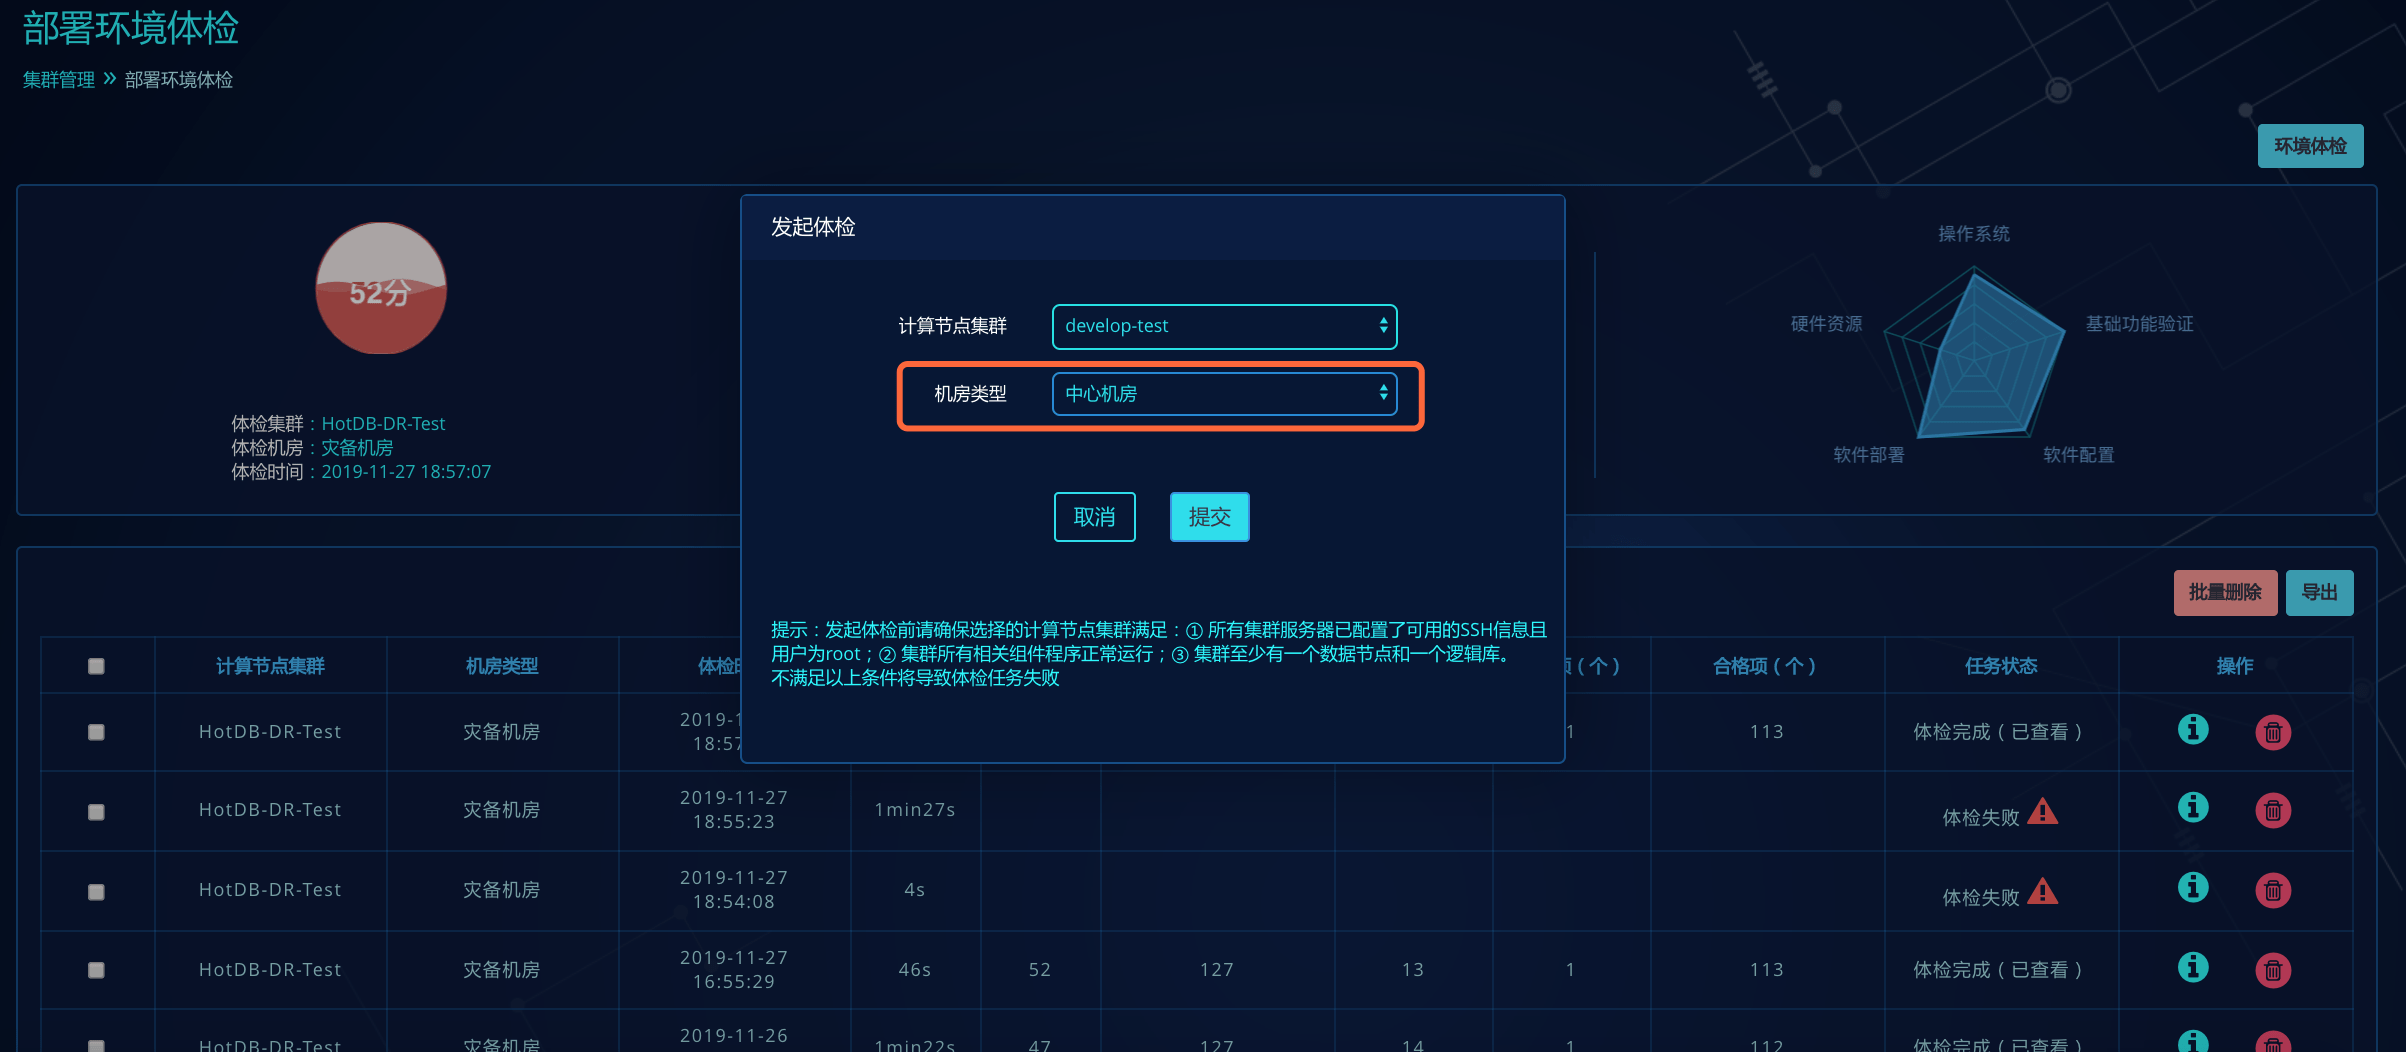 部署环境体检
集群管理 » 部署环境体检
环境体检
52分
体检集群：HotDB-DR-Test
体检机房：灾备机房
体检时间：2019-11-27 18:57:07
发起体检
计算节点集群 develop-test
机房类型 中心机房
取消 提交
提示：发起体检前请确保选择的计算节点集群满足：① 所有集群服务器已配置了可用的SSH信息且
用户为root；② 集群所有相关组件程序正常运行；③ 集群至少有一个数据节点和一个逻辑库。
不满足以上条件将导致体检任务失败
操作系统
硬件资源 基础功能验证
软件部署 软件配置
批量删除 导出
计算节点集群 机房类型 体检 （个） 合格项（个） 任务状态 操作
HotDB-DR-Test 灾备机房 2019-1 18:57 1 113 体检完成（已查看）
HotDB-DR-Test 灾备机房 2019-11-27 18:55:23 1min27s 体检失败
HotDB-DR-Test 灾备机房 2019-11-27 18:54:08 4s 体检失败
HotDB-DR-Test 灾备机房 2019-11-27 16:55:29 46s 52 127 13 1 113 体检完成（已查看）
HotDB-DR-Test 灾备机房 2019-11-26 1min22s 47 127 14 1 112 体检完成（已查看）